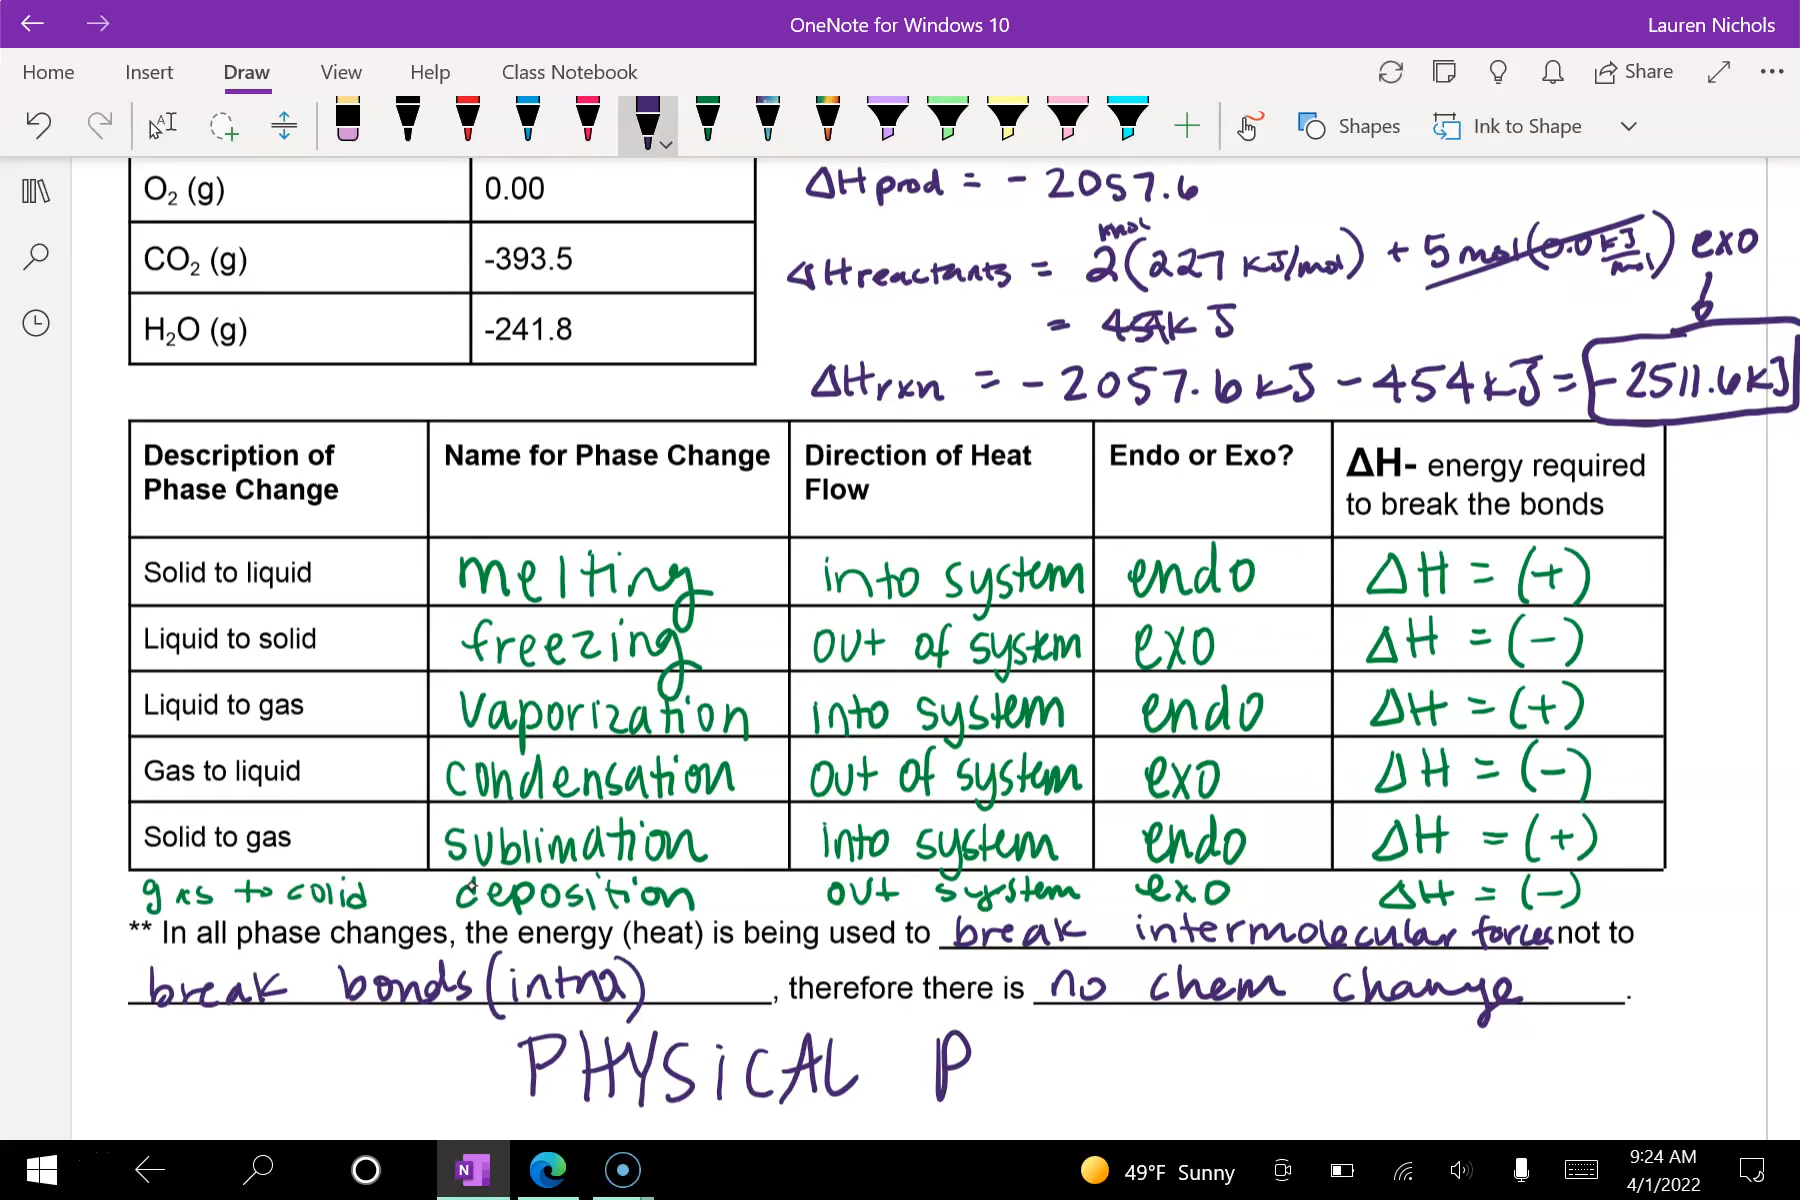 OneNote for Windows 10
Lauren Nichols
Home Insert Draw View Help Class Notebook
Share
Shapes Ink to Shape
O₂ (g) 0.00
CO₂ (g) -393.5
H₂O (g) -241.8
ΔH prod = - 2057.6
mol
ΔHreactants = 2(227 KJ/mol) + 5 mol(0.0 kJ/mol) exo
= 454k J
ΔHrxn = - 2057.6 kJ - 454 kJ = - 2511.6 kJ
Description of Phase Change Name for Phase Change Direction of Heat Flow Endo or Exo? ΔH- energy required to break the bonds
Solid to liquid melting into system endo ΔH = (+)
Liquid to solid freezing out of system exo ΔH = (-)
Liquid to gas vaporization into system endo ΔH = (+)
Gas to liquid condensation out of system exo ΔH = (-)
Solid to gas sublimation into system endo ΔH = (+)
gas to solid deposition out system exo ΔH = (-)
** In all phase changes, the energy (heat) is being used to break intermolecular forces not to
break bonds (intra), therefore there is no chem change.
PHYSICAL P
49°F Sunny
9:24 AM
4/1/2022